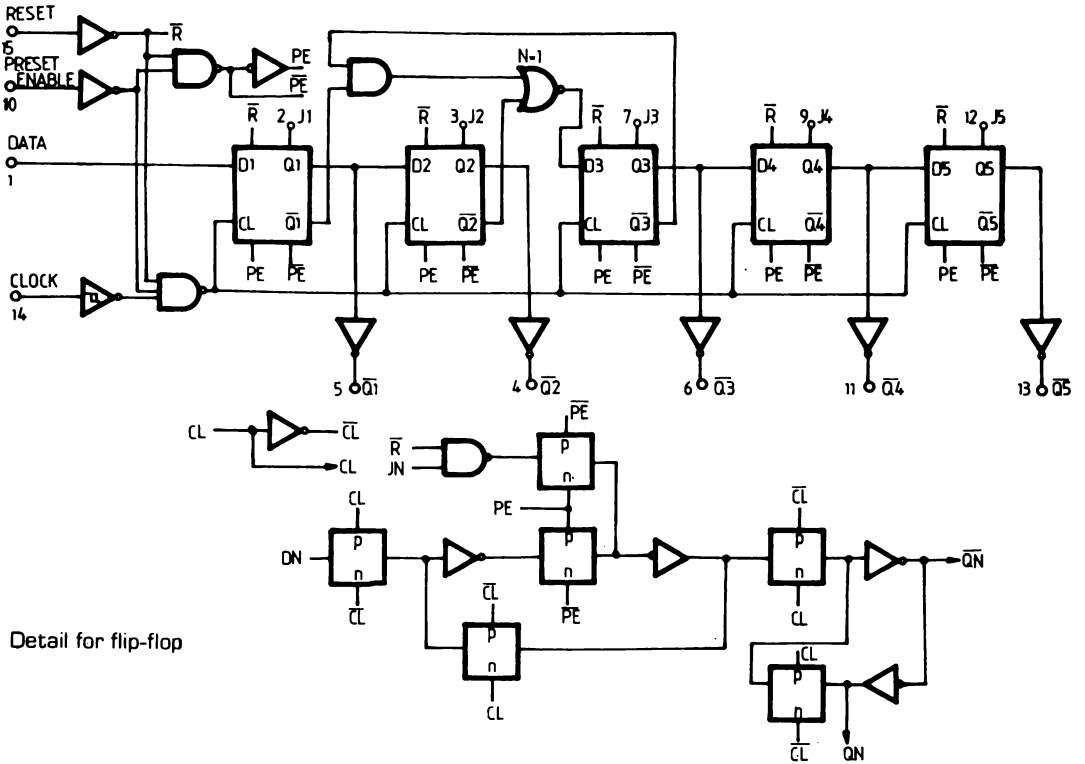 RESET
15
R̅
PRESET
ENABLE
10
PE
P̅E̅
N=1
DATA
1
R̅ 2 J1
D1 Q1
CL Q̅1̅
PE P̅E̅
R̅ 3 J2
D2 Q2
CL Q̅2̅
PE P̅E̅
R̅ 7 J3
D3 Q3
CL Q̅3̅
PE P̅E̅
R̅ 9 J4
D4 Q4
CL Q̅4̅
PE P̅E̅
R̅ 12 J5
D5 Q5
CL Q̅5̅
PE P̅E̅
CLOCK
14
5 Q̅1̅
4 Q̅2̅
6 Q̅3̅
11 Q̅4̅
13 Q̅5̅
CL C̅L̅
CL
R̅
JN
P̅E̅
p
n
PE
DN
CL
p
n
C̅L̅
p
n
P̅E̅
C̅L̅
p
n
CL
C̅L̅
p
n
CL
Q̅N̅
CL
p
n
C̅L̅
QN
Detail for flip-flop